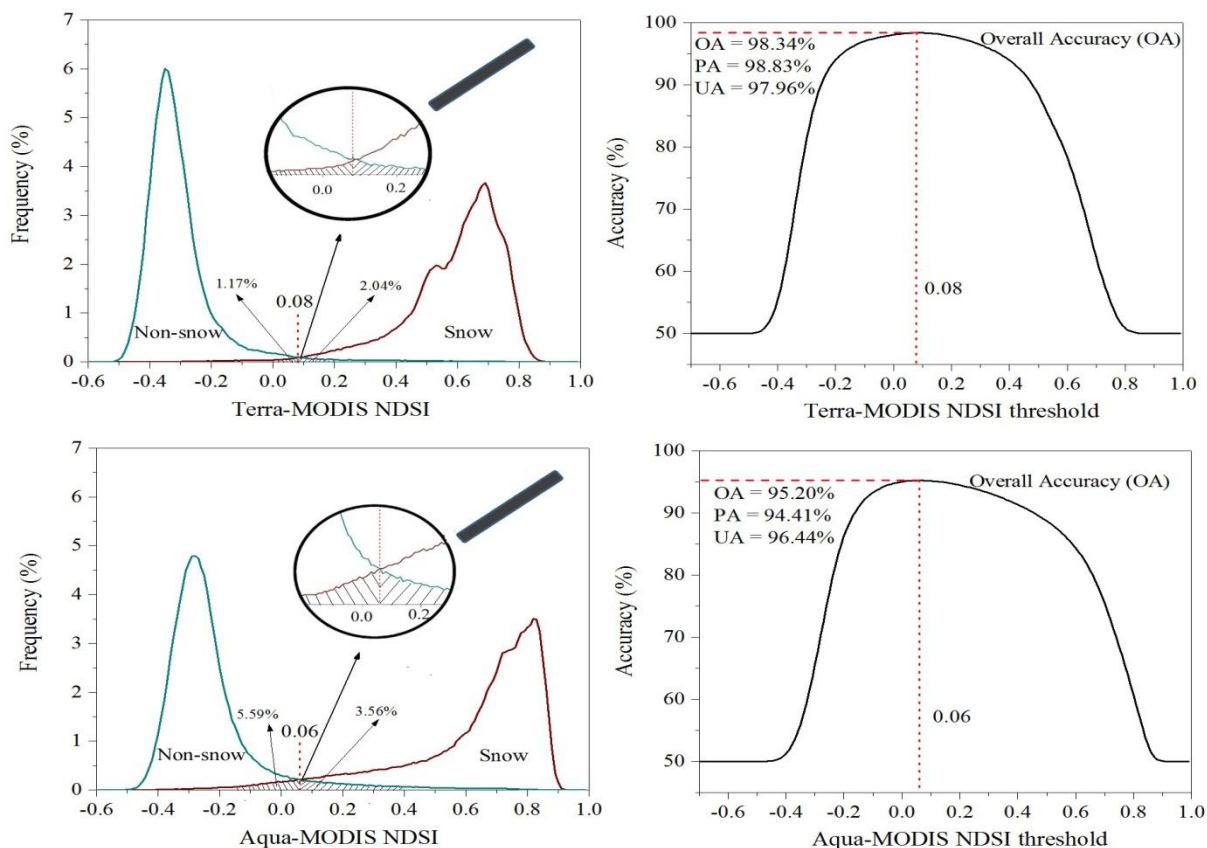 7
6
5
4
3
2
1
0
Frequency (%)
0.0 0.2
1.17%
0.08
2.04%
Non-snow
Snow
-0.6 -0.4 -0.2 0.0 0.2 0.4 0.6 0.8 1.0
Terra-MODIS NDSI
100
90
80
70
60
50
Accuracy (%)
Overall Accuracy (OA)
OA = 98.34%
PA = 98.83%
UA = 97.96%
0.08
-0.6 -0.4 -0.2 0.0 0.2 0.4 0.6 0.8 1.0
Terra-MODIS NDSI threshold
7
6
5
4
3
2
1
0
Frequency (%)
0.0 0.2
5.59%
0.06
3.56%
Non-snow
Snow
-0.6 -0.4 -0.2 0.0 0.2 0.4 0.6 0.8 1.0
Aqua-MODIS NDSI
100
90
80
70
60
50
Accuracy (%)
Overall Accuracy (OA)
OA = 95.20%
PA = 94.41%
UA = 96.44%
0.06
-0.6 -0.4 -0.2 0.0 0.2 0.4 0.6 0.8 1.0
Aqua-MODIS NDSI threshold